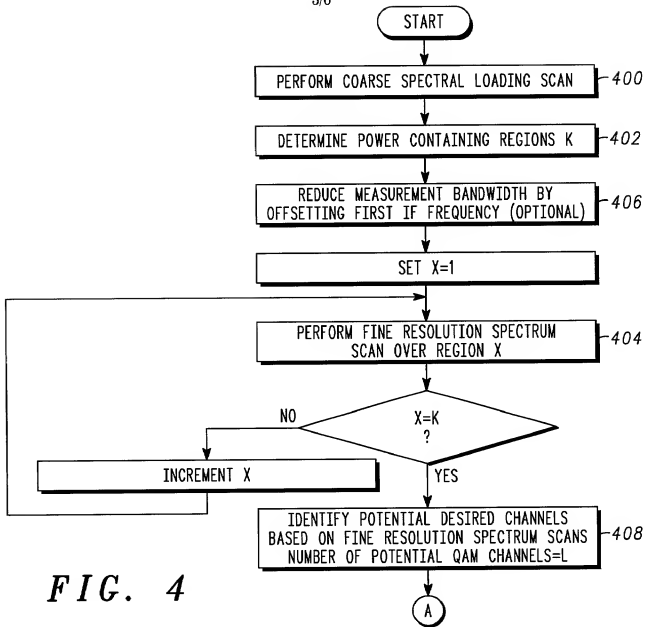 3/6
START
PERFORM COARSE SPECTRAL LOADING SCAN
400
DETERMINE POWER CONTAINING REGIONS K
402
REDUCE MEASUREMENT BANDWIDTH BY
OFFSETTING FIRST IF FREQUENCY (OPTIONAL)
406
SET X=1
PERFORM FINE RESOLUTION SPECTRUM
SCAN OVER REGION X
404
X=K
?
NO
YES
INCREMENT X
IDENTIFY POTENTIAL DESIRED CHANNELS
BASED ON FINE RESOLUTION SPECTRUM SCANS
NUMBER OF POTENTIAL QAM CHANNELS=L
408
A
FIG. 4